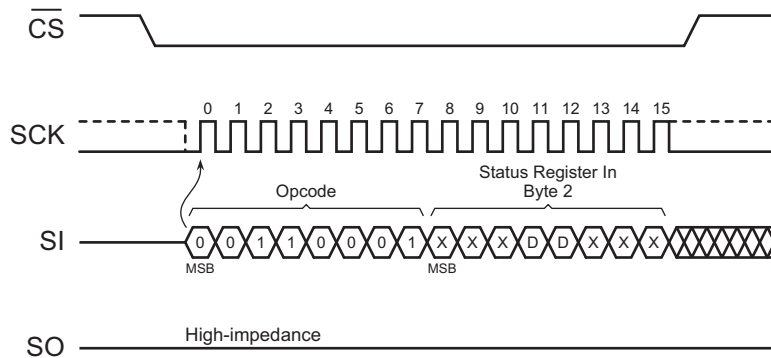 CS
0 1 2 3 4 5 6 7 8 9 10 11 12 13 14 15
SCK
Opcode
Status Register In
Byte 2
SI
0 0 1 1 0 0 0 1 X X X D D X X X
MSB MSB
High-impedance
SO